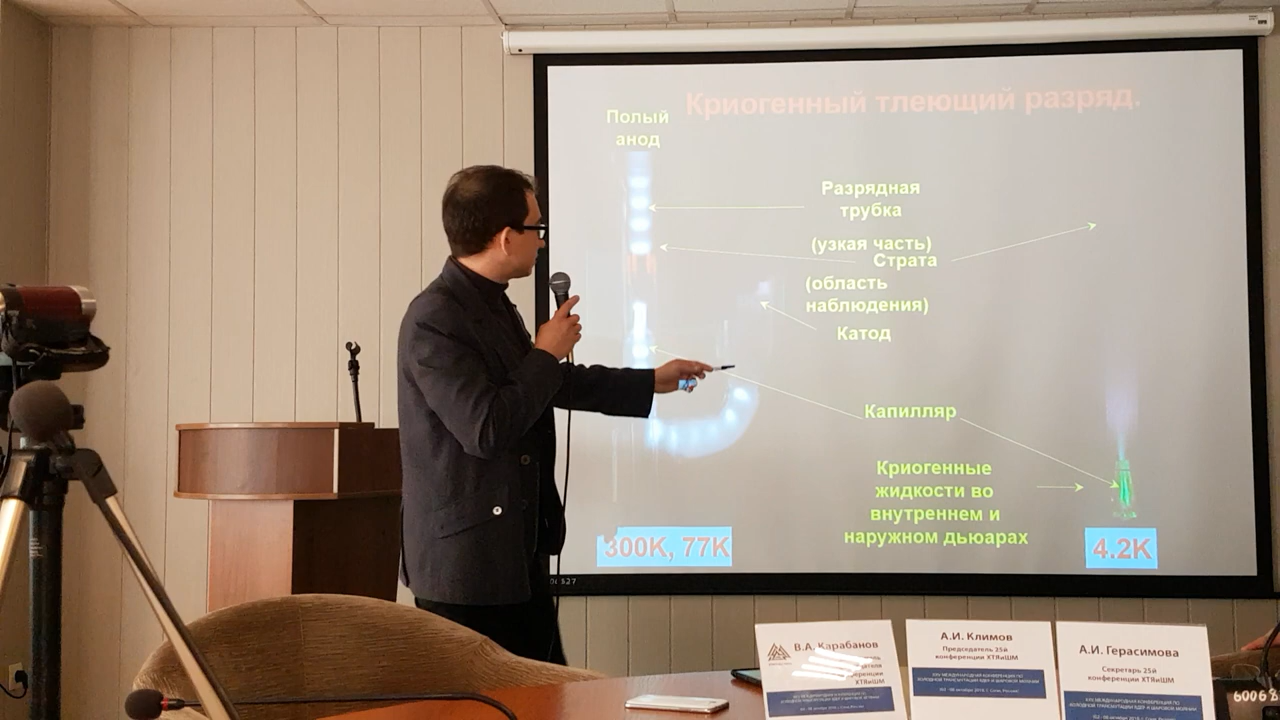 Криогенный тлеющий разряд.
Полый
анод
Разрядная
трубка
(узкая часть)
Страта
(область
наблюдения)
Катод
Капилляр
Криогенные
жидкости во
внутреннем и
наружном дьюарах
300K, 77K
4.2K
В.А. Карабанов
ХТЯиШМ
А.И. Климов
Председатель 25й
конференции ХТЯиШМ
А.И. Герасимова
Секретарь 25й
конференции ХТЯиШМ